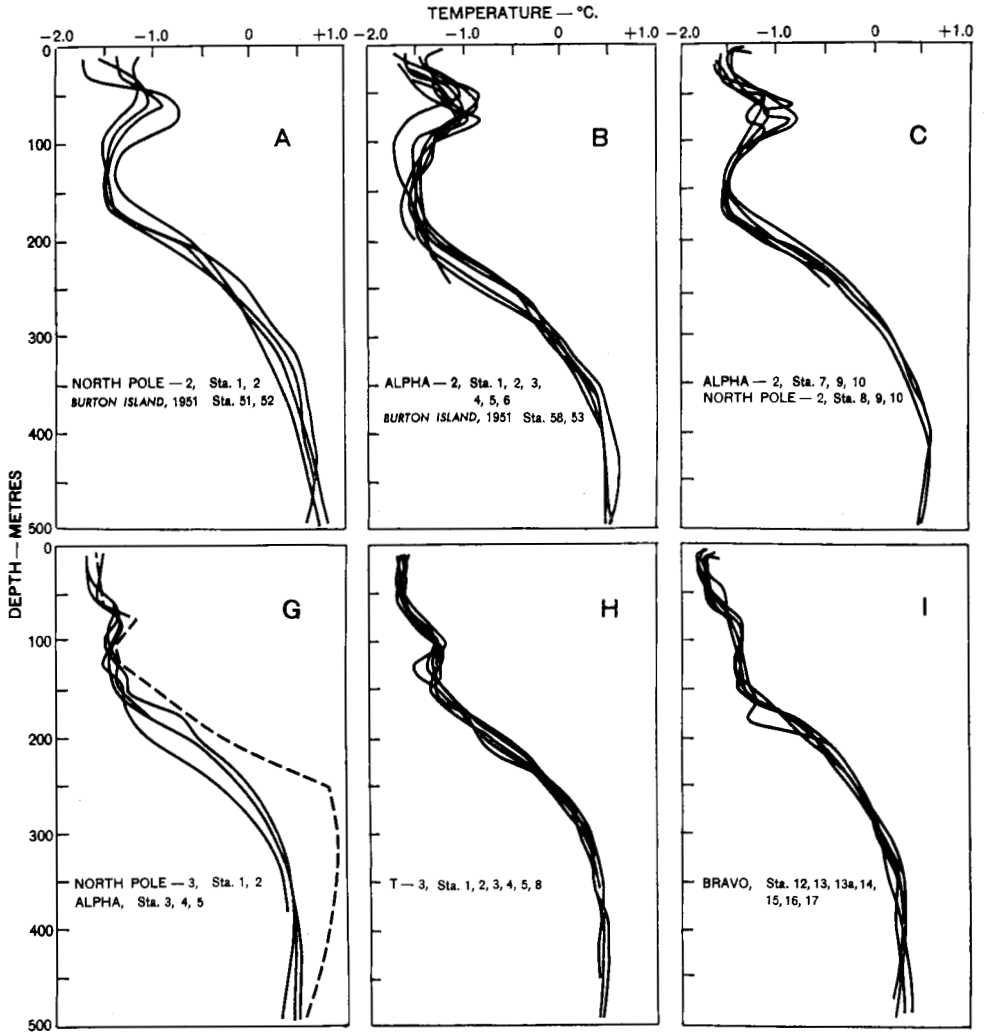 TEMPERATURE — °C.
-2.0 -1.0 0 +1.0
-2.0 -1.0 0 +1.0
-2.0 -1.0 0 +1.0
DEPTH — METRES
0
100
200
300
400
500
A
NORTH POLE — 2, Sta. 1, 2
BURTON ISLAND, 1951 Sta. 51, 52
B
ALPHA — 2, Sta. 1, 2, 3,
4, 5, 6
BURTON ISLAND, 1951 Sta. 58, 53
C
ALPHA — 2, Sta. 7, 9, 10
NORTH POLE — 2, Sta. 8, 9, 10
0
100
200
300
400
500
G
NORTH POLE — 3, Sta. 1, 2
ALPHA, Sta. 3, 4, 5
H
T — 3, Sta. 1, 2, 3, 4, 5, 8
I
BRAVO, Sta. 12, 13, 13a, 14,
15, 16, 17